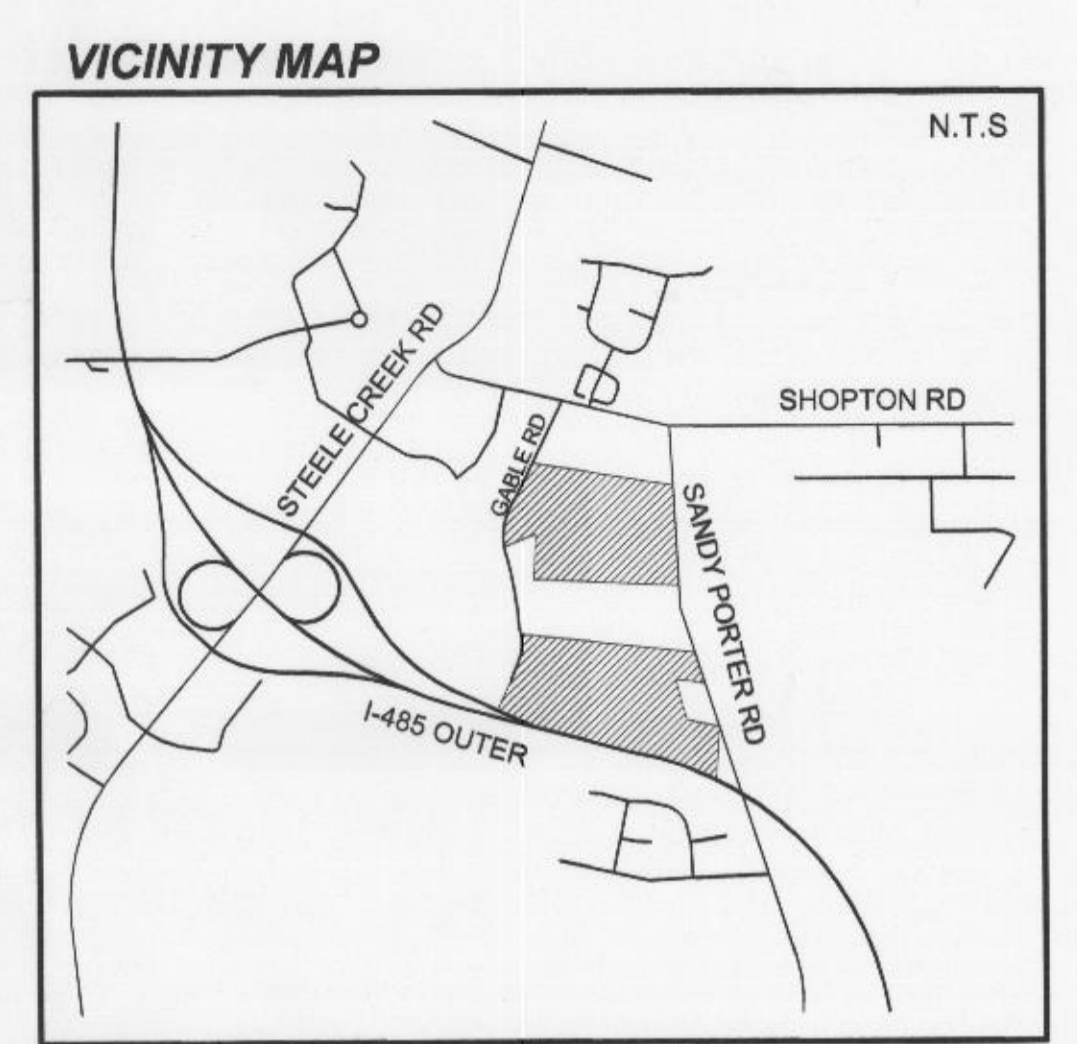 VICINITY MAP
N.T.S
STEELE CREEK RD
SHOPTON RD
GABLE RD
SANDY PORTER RD
I-485 OUTER